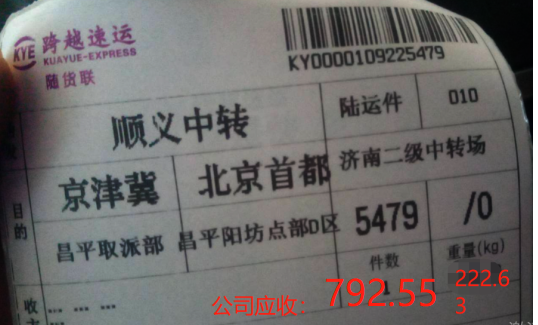 KYE 跨越速运
KUAYUE-EXPRESS
陆货联
KY0000109225479
顺义中转
陆运件
010
京津冀
北京首都
济南二级中转场
目的
昌平取派部
昌平阳坊点部D区
5479
/0
件数
重量(kg)
1
收
公司应收：
792.55
222.6
3